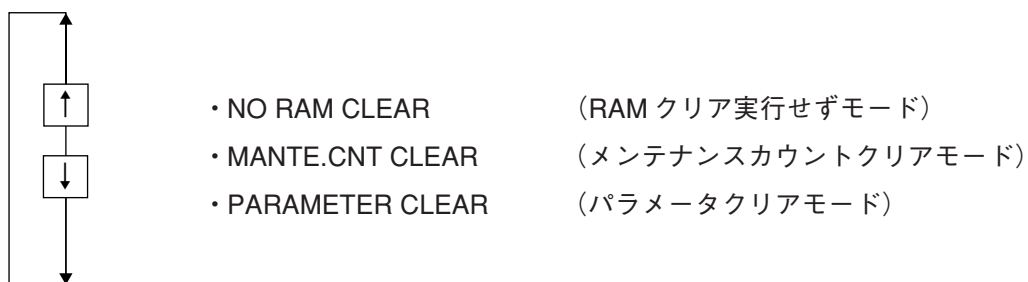 ↑
・NO RAM CLEAR （RAM クリア実行せずモード）
・MANTE.CNT CLEAR （メンテナンスカウントクリアモード）
↓
・PARAMETER CLEAR （パラメータクリアモード）